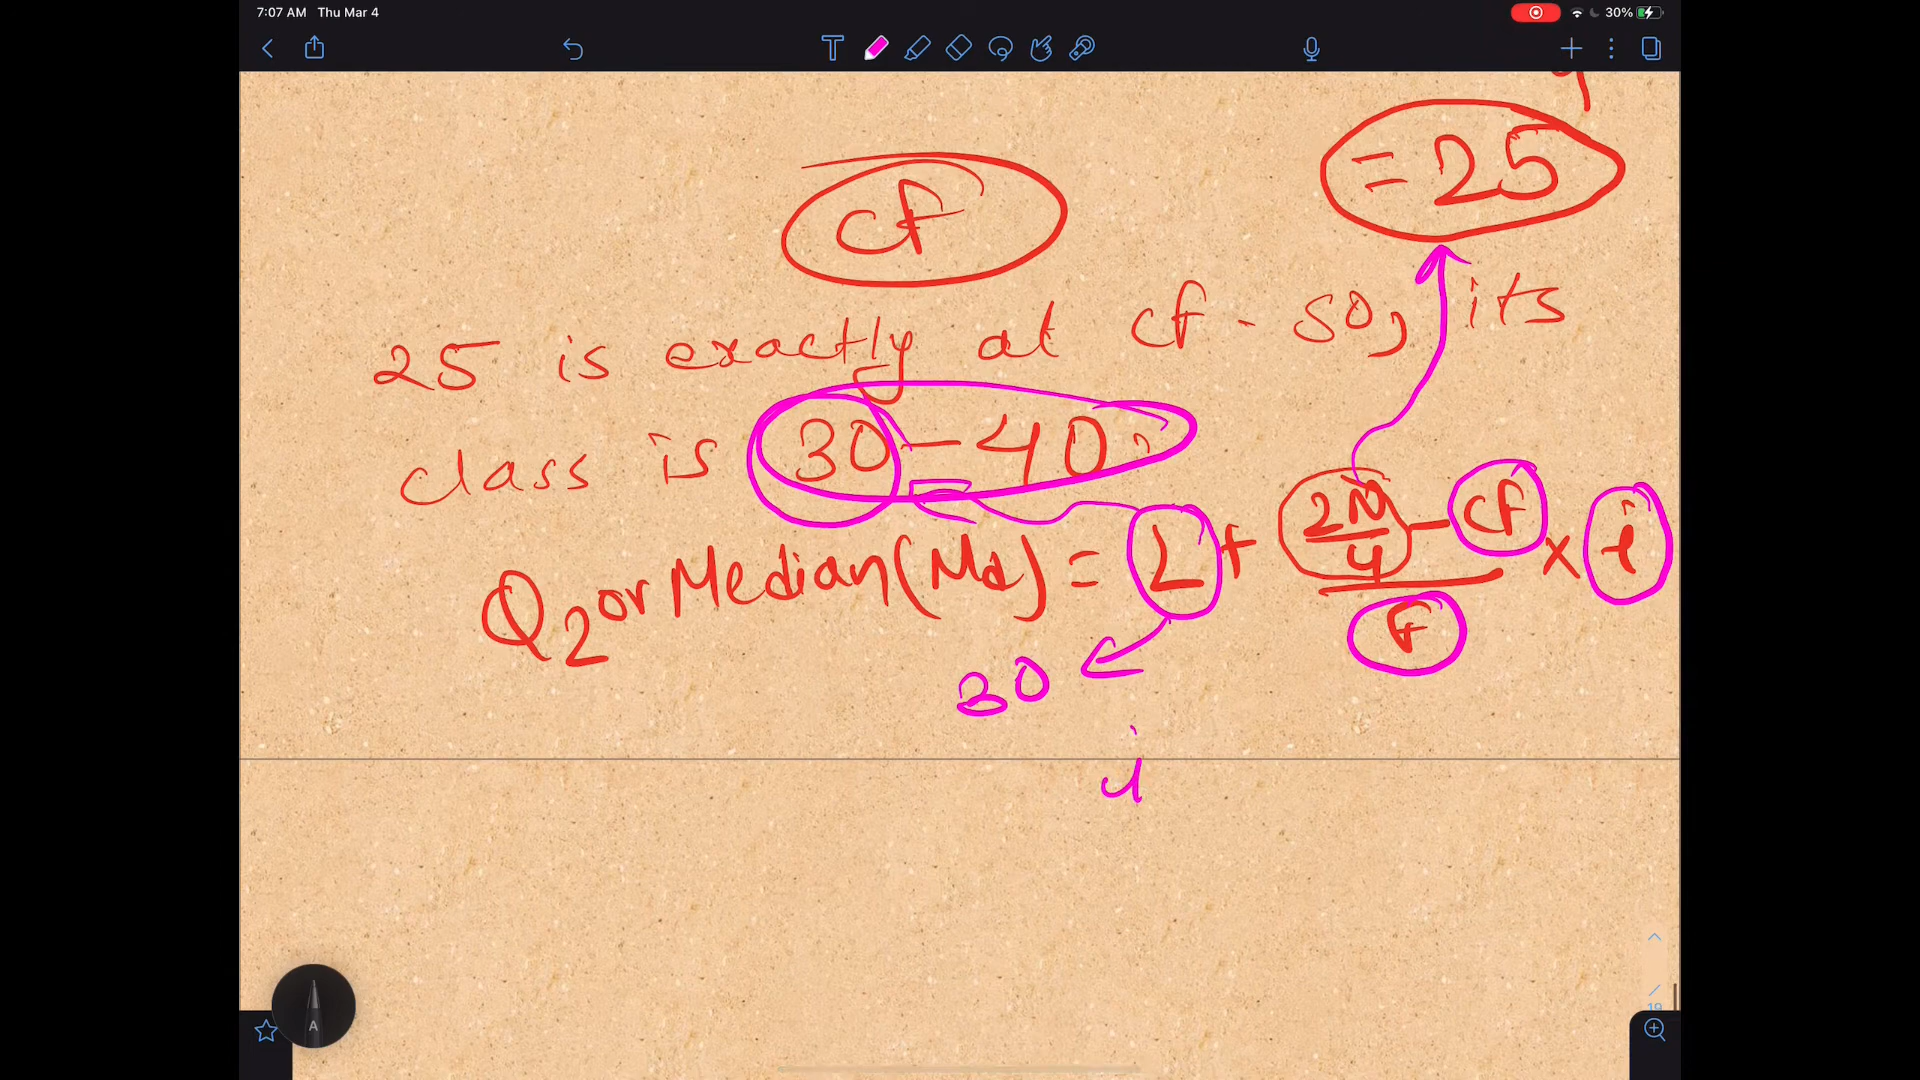 7:07 AM Thu Mar 4
30%
= 25
cf
25 is exactly at cf - 50, its
class is 30 - 40.
Q2 or Median (Md) = L + 2N/4 - cf / f × i
30
i
A
19